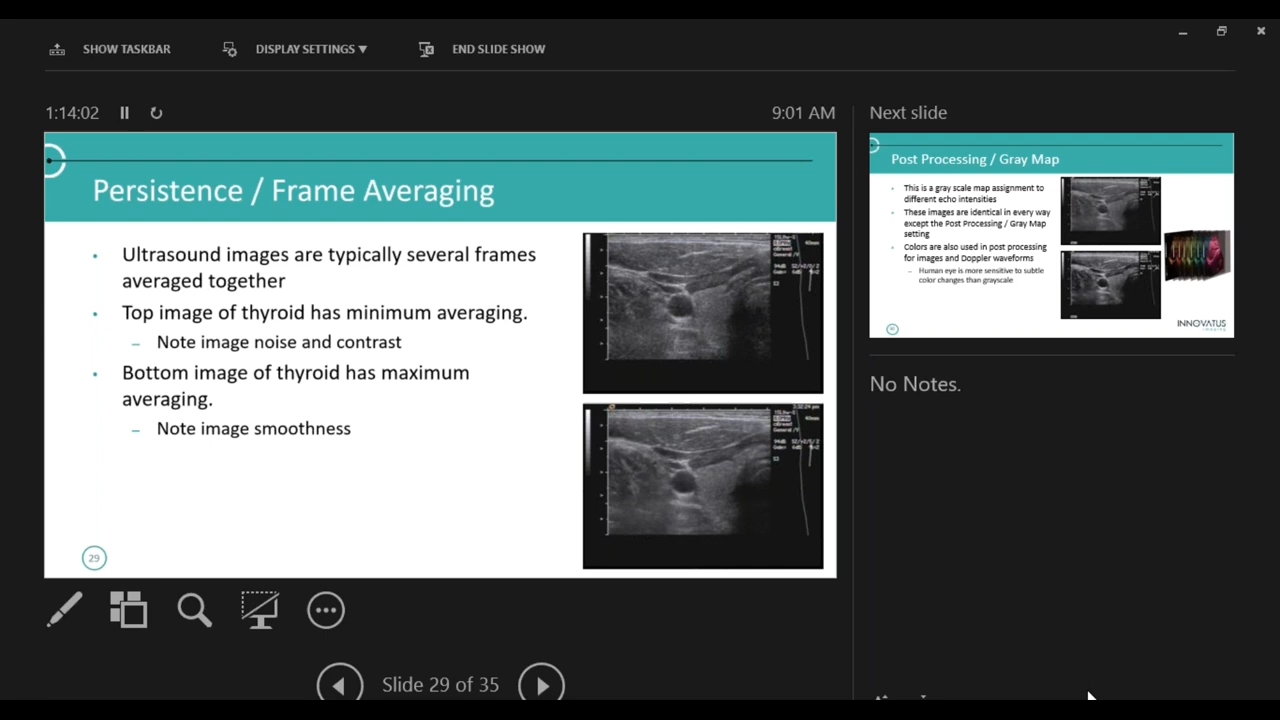 SHOW TASKBAR
DISPLAY SETTINGS ▼
END SLIDE SHOW
1:14:02
9:01 AM
Next slide
Persistence / Frame Averaging
• Ultrasound images are typically several frames
averaged together
• Top image of thyroid has minimum averaging.
– Note image noise and contrast
• Bottom image of thyroid has maximum
averaging.
– Note image smoothness
29
Post Processing / Gray Map
• This is a gray scale map assignment to
different echo intensities
• These images are identical in every way
except the Post Processing / Gray Map
setting
• Colors are also used in post processing
for images and Doppler waveforms
– Human eye is more sensitive to subtle
color changes than grayscale
INNOVATUS
imaging
No Notes.
Slide 29 of 35